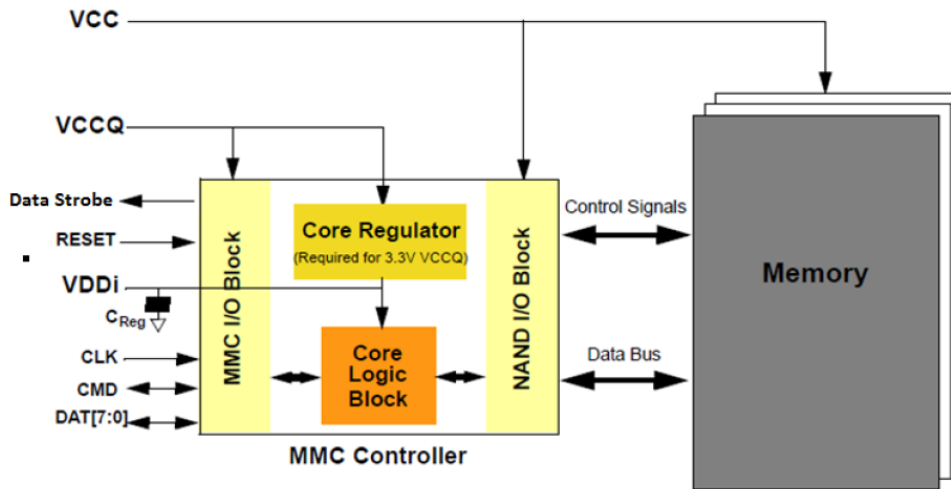 VCC
VCCQ
Data Strobe
RESET
VDDi
CReg
CLK
CMD
DAT[7:0]
MMC I/O Block
Core Regulator
(Required for 3.3V VCCQ)
Core
Logic
Block
NAND I/O Block
MMC Controller
Control Signals
Data Bus
Memory